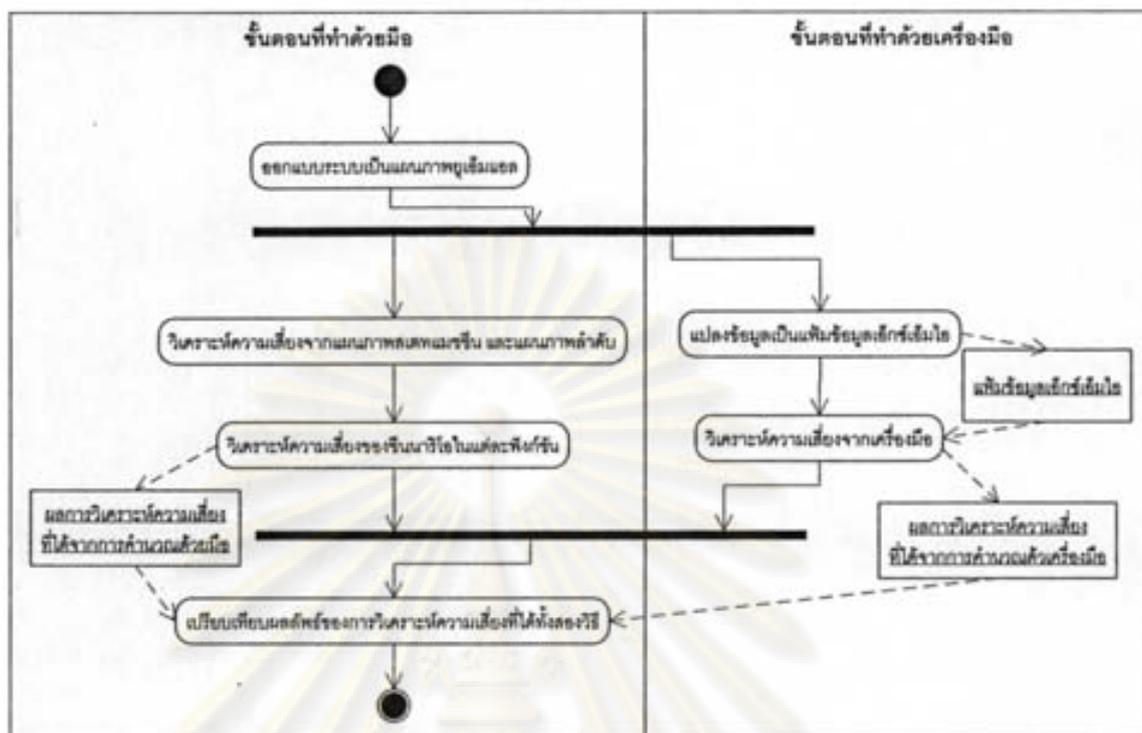 ขั้นตอนที่ทำด้วยมือ
ขั้นตอนที่ทำด้วยเครื่องมือ
ออกแบบระบบเป็นแผนภาพยูเอ็มแอล
วิเคราะห์ความเสี่ยงจากแผนภาพสเตทแมชชีน และแผนภาพลำดับ
แปลงข้อมูลเป็นแฟ้มข้อมูลเอ็กซ์เอ็มไอ
แฟ้มข้อมูลเอ็กซ์เอ็มไอ
วิเคราะห์ความเสี่ยงของซีนนาริโอในแต่ละฟังก์ชัน
วิเคราะห์ความเสี่ยงจากเครื่องมือ
ผลการวิเคราะห์ความเสี่ยง
ที่ได้จากการคำนวณด้วยมือ
ผลการวิเคราะห์ความเสี่ยง
ที่ได้จากการคำนวณด้วเครื่องมือ
เปรียบเทียบผลลัพธ์ของการวิเคราะห์ความเสี่ยงที่ได้ทั้งสองวิธี